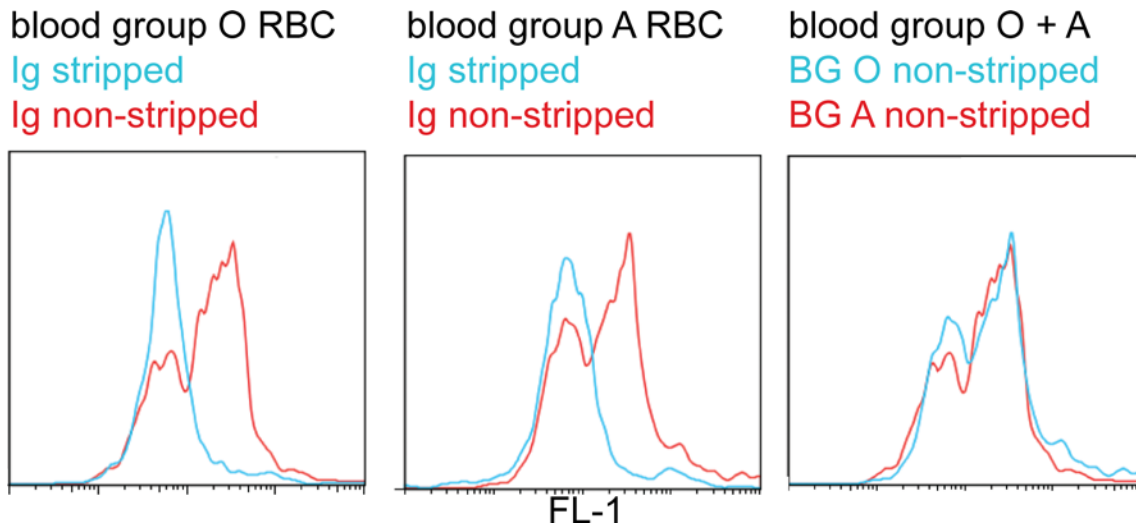 blood group O RBC
Ig stripped
Ig non-stripped
blood group A RBC
Ig stripped
Ig non-stripped
blood group O + A
BG O non-stripped
BG A non-stripped
FL-1